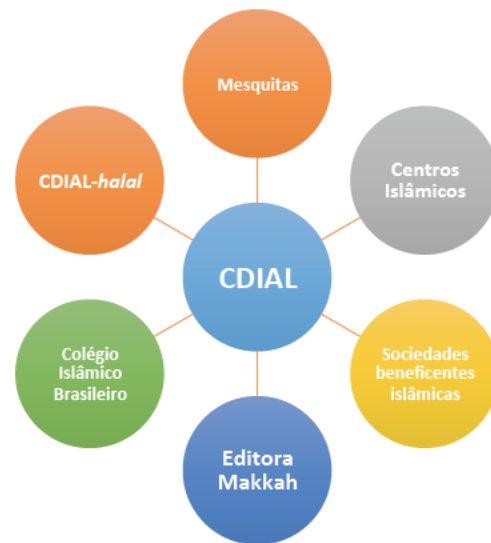 Mesquitas
CDIAL-halal
Centros
Islâmicos
CDIAL
Colégio
Islâmico
Brasileiro
Sociedades
beneficentes
islâmicas
Editora
Makkah